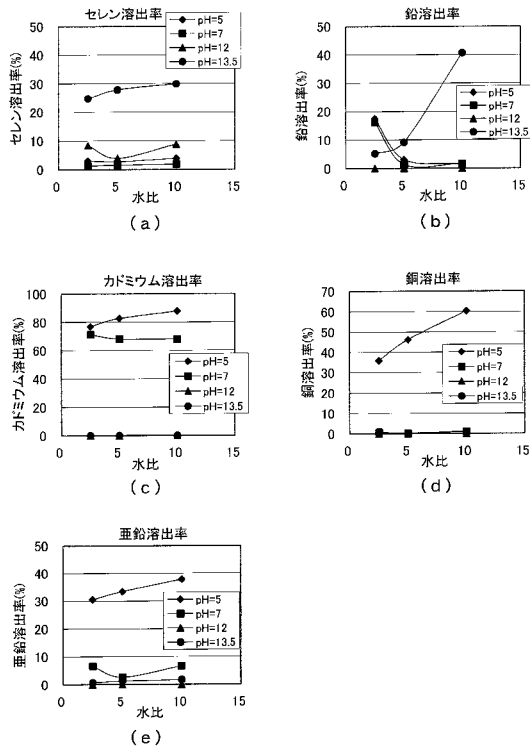 セレン溶出率
セレン溶出率(%)
50
40
30
20
10
0
0 5 10 15
水比
pH=5
pH=7
pH=12
pH=13.5
(a)
鉛溶出率
鉛溶出率(%)
50
40
30
20
10
0
0 5 10 15
水比
pH=5
pH=7
pH=12
pH=13.5
(b)
カドミウム溶出率
カドミウム溶出率(%)
100
80
60
40
20
0
0 5 10 15
水比
pH=5
pH=7
pH=12
pH=13.5
(c)
銅溶出率
銅溶出率(%)
70
60
50
40
30
20
10
0
0 5 10 15
水比
pH=5
pH=7
pH=12
pH=13.5
(d)
亜鉛溶出率
亜鉛溶出率(%)
50
40
30
20
10
0
0 5 10 15
水比
pH=5
pH=7
pH=12
pH=13.5
(e)